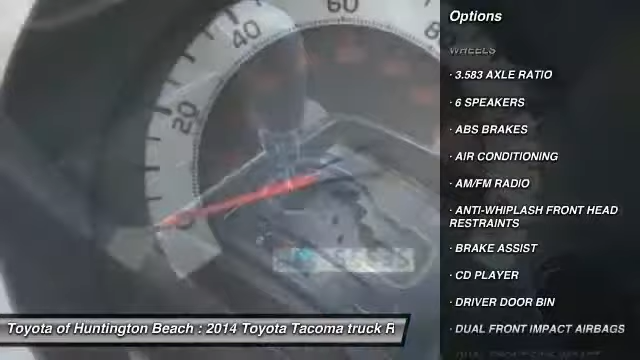 Options
WHEELS
· 3.583 AXLE RATIO
· 6 SPEAKERS
· ABS BRAKES
· AIR CONDITIONING
· AM/FM RADIO
· ANTI-WHIPLASH FRONT HEAD
RESTRAINTS
· BRAKE ASSIST
· CD PLAYER
· DRIVER DOOR BIN
· DUAL FRONT IMPACT AIRBAGS
60
80
40
20
0
Toyota of Huntington Beach : 2014 Toyota Tacoma truck R